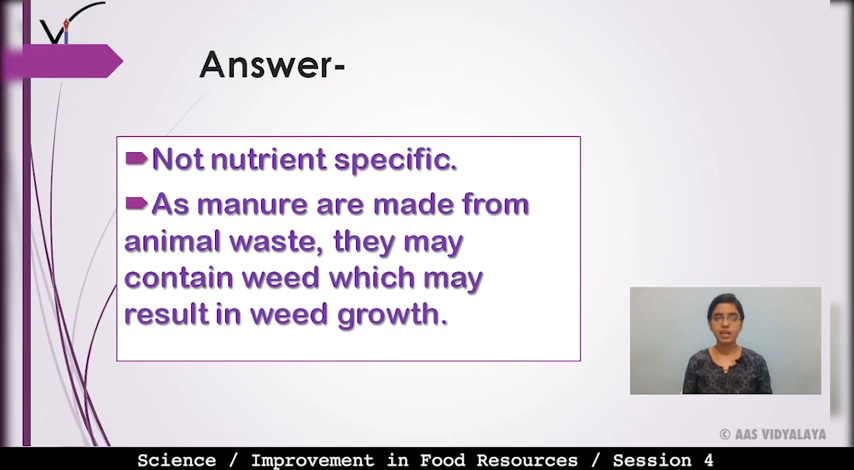 Answer-
Not nutrient specific.
As manure are made from
animal waste, they may
contain weed which may
result in weed growth.
© AAS VIDYALAYA
Science / Improvement in Food Resources / Session 4